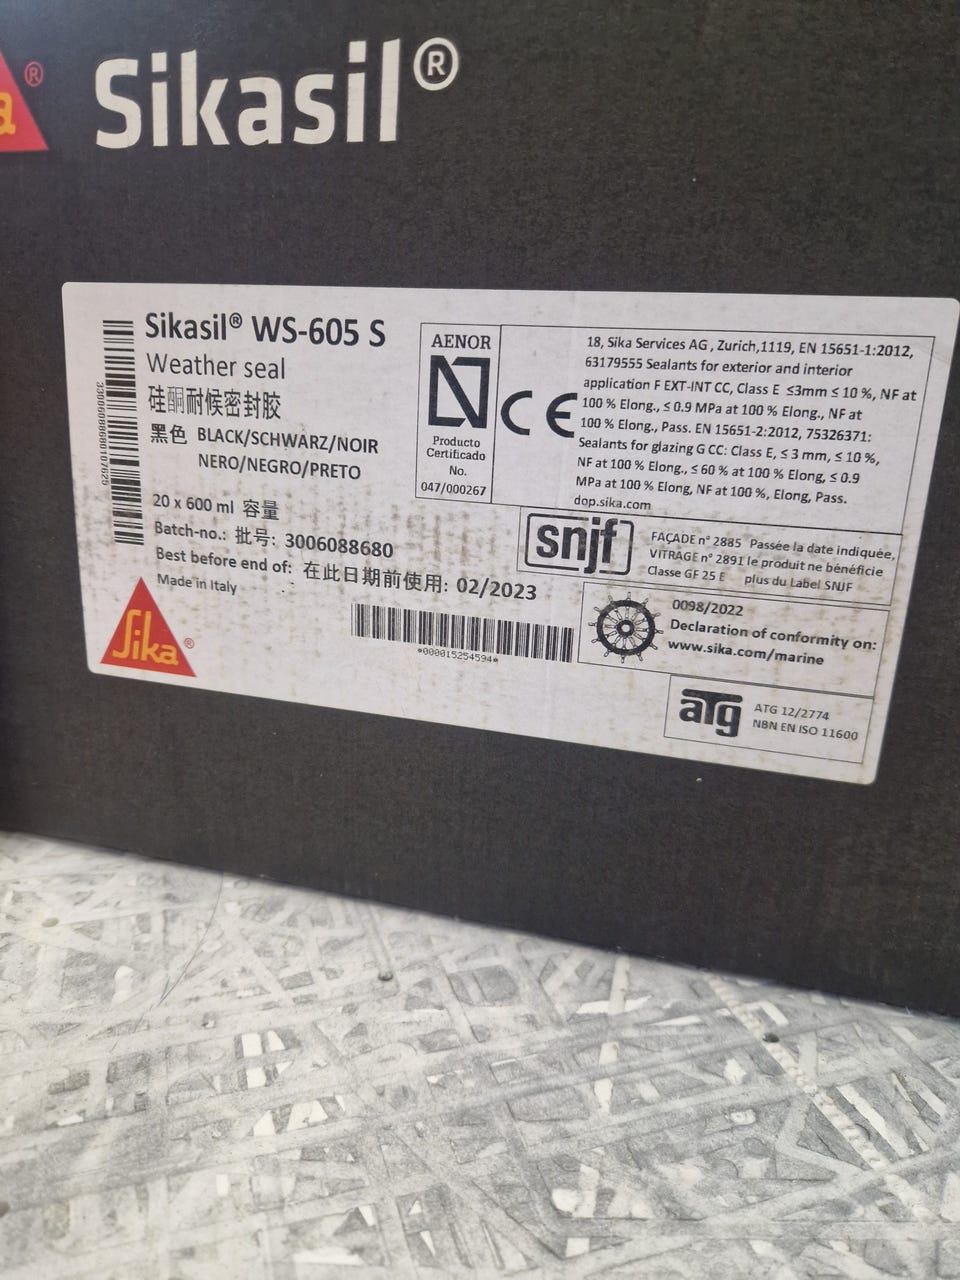 a®
Sikasil®
Sikasil® WS-605 S
Weather seal
硅酮耐候密封胶
黑色 BLACK/SCHWARZ/NOIR
NERO/NEGRO/PRETO
20 x 600 ml 容量
Batch-no.: 批号: 3006088680
Best before end of: 在此日期前使用: 02/2023
Made in Italy
Sika®
*000015254594*
AENOR
N
Producto
Certificado
No.
047/000267
CE
18, Sika Services AG , Zurich,1119, EN 15651-1:2012,
63179555 Sealants for exterior and interior
application F EXT-INT CC, Class E ≤3mm ≤ 10 %, NF at
100 % Elong., ≤ 0.9 MPa at 100 % Elong., NF at
100 % Elong., Pass. EN 15651-2:2012, 75326371:
Sealants for glazing G CC: Class E, ≤ 3 mm, ≤ 10 %,
NF at 100 % Elong., ≤ 60 % at 100 % Elong, ≤ 0.9
MPa at 100 % Elong, NF at 100 %, Elong, Pass.
dop.sika.com
snjf
FAÇADE n° 2885 Passée la date indiquée,
VITRAGE n° 2891 le produit ne bénéficie
Classe GF 25 E plus du Label SNJF
0098/2022
Declaration of conformity on:
www.sika.com/marine
aTg
ATG 12/2774
NBN EN ISO 11600